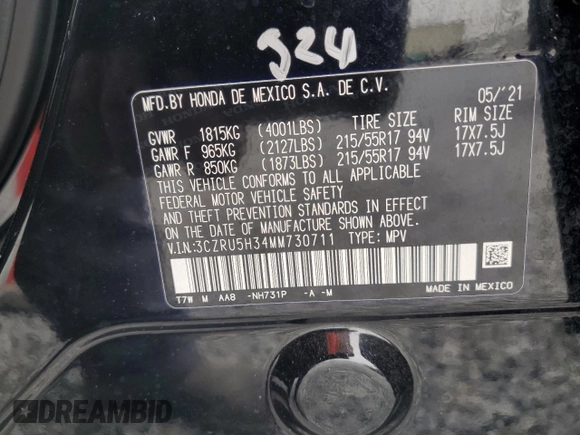 J24
MFD.BY HONDA DE MEXICO S.A. DE C.V. 05/'21
GVWR 1815KG (4001LBS) TIRE SIZE RIM SIZE
GAWR F 965KG (2127LBS) 215/55R17 94V 17X7.5J
GAWR R 850KG (1873LBS) 215/55R17 94V 17X7.5J
THIS VEHICLE CONFORMS TO ALL APPLICABLE
FEDERAL MOTOR VEHICLE SAFETY
AND THEFT PREVENTION STANDARDS IN EFFECT
ON THE DATE OF MANUFACTURE SHOWN ABOVE.
V.I.N:3CZRU5H34MM730711 TYPE: MPV
T7W M AA8 -NH731P -A -M MADE IN MEXICO
DREAMBID